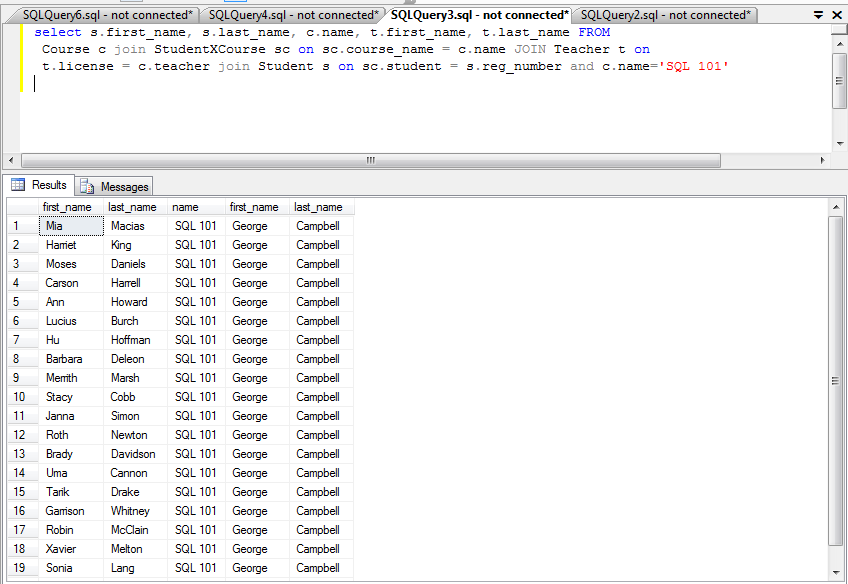 SQLQuery6.sql - not connected* SQLQuery4.sql - not connected* SQLQuery3.sql - not connected* SQLQuery2.sql - not connected*
select s.first_name, s.last_name, c.name, t.first_name, t.last_name FROM
Course c join StudentXCourse sc on sc.course_name = c.name JOIN Teacher t on
t.license = c.teacher join Student s on sc.student = s.reg_number and c.name='SQL 101'
Results Messages
first_name last_name name first_name last_name
1 Mia Macias SQL 101 George Campbell
2 Harriet King SQL 101 George Campbell
3 Moses Daniels SQL 101 George Campbell
4 Carson Harrell SQL 101 George Campbell
5 Ann Howard SQL 101 George Campbell
6 Lucius Burch SQL 101 George Campbell
7 Hu Hoffman SQL 101 George Campbell
8 Barbara Deleon SQL 101 George Campbell
9 Merrith Marsh SQL 101 George Campbell
10 Stacy Cobb SQL 101 George Campbell
11 Janna Simon SQL 101 George Campbell
12 Roth Newton SQL 101 George Campbell
13 Brady Davidson SQL 101 George Campbell
14 Uma Cannon SQL 101 George Campbell
15 Tarik Drake SQL 101 George Campbell
16 Garrison Whitney SQL 101 George Campbell
17 Robin McClain SQL 101 George Campbell
18 Xavier Melton SQL 101 George Campbell
19 Sonia Lang SQL 101 George Campbell